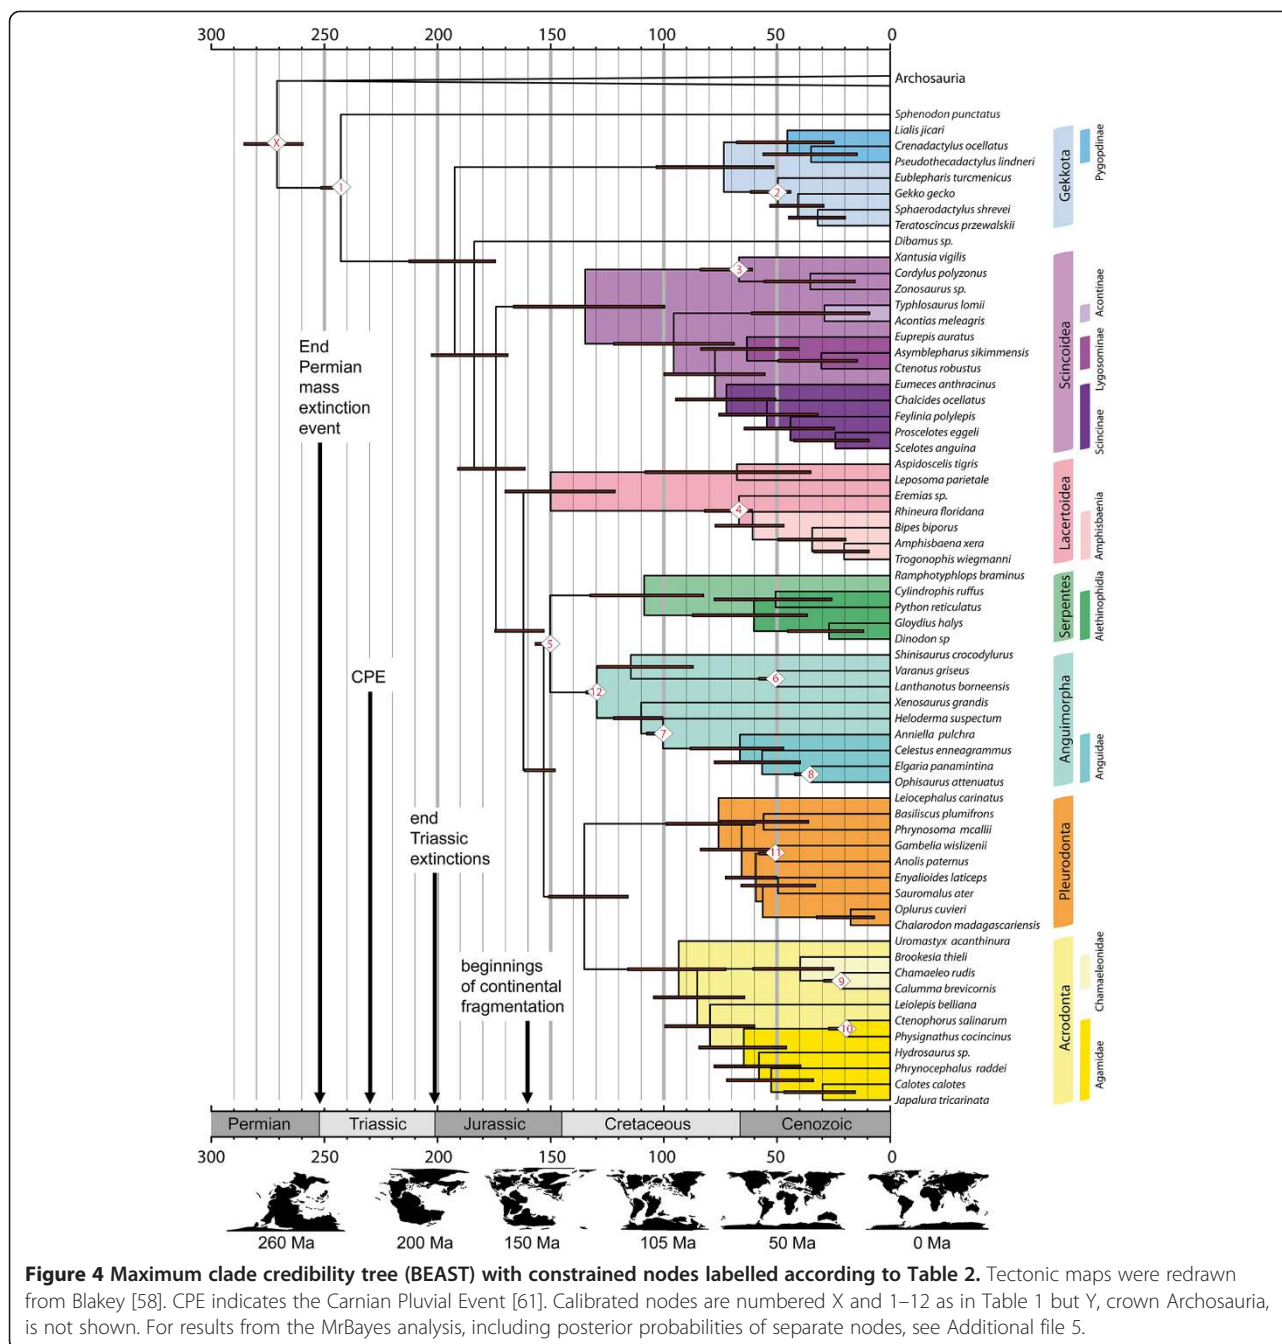 300 250 200 150 100 50 0
Archosauria
Sphenodon punctatus
Lialis jicari
Crenadactylus ocellatus
Pseudothecadactylus lindneri
Eublepharis turcmenicus
Gekko gecko
Sphaerodactylus shrevei
Teratoscincus przewalskii
Dibamus sp.
Xantusia vigilis
Cordylus polyzonus
Zonosaurus sp.
Typhlosaurus lomii
Acontias meleagris
Euprepis auratus
Asymblepharus sikimmensis
Ctenotus robustus
Eumeces anthracinus
Chalcides ocellatus
Feylinia polylepis
Proscelotes eggeli
Scelotes anguina
Aspidoscelis tigris
Leposoma parietale
Eremias sp.
Rhineura floridana
Bipes biporus
Amphisbaena xera
Trogonophis wiegmanni
Ramphotyphlops braminus
Cylindrophis ruffus
Python reticulatus
Gloydius halys
Dinodon sp
Shinisaurus crocodylurus
Varanus griseus
Lanthanotus borneensis
Xenosaurus grandis
Heloderma suspectum
Anniella pulchra
Celestus enneagrammus
Elgaria panamintina
Ophisaurus attenuatus
Leiocephalus carinatus
Basiliscus plumifrons
Phrynosoma mcallii
Gambelia wislizenii
Anolis paternus
Enyalioides laticeps
Sauromalus ater
Oplurus cuvieri
Chalarodon madagascariensis
Uromastyx acanthinura
Brookesia thieli
Chamaeleo rudis
Calumma brevicornis
Leiolepis belliana
Ctenophorus salinarum
Physignathus cocincinus
Hydrosaurus sp.
Phrynocephalus raddei
Calotes calotes
Japalura tricarinata
Gekkota
Pygopdinae
Scincoidea
Acontinae
Lygosominae
Scincinae
Lacertoidea
Amphisbaenia
Serpentes
Alethinophidia
Anguimorpha
Anguidae
Pleurodonta
Acrodonta
Chamaeleonidae
Agamidae
X
1
2
3
4
5
6
12
7
8
11
9
10
End
Permian
mass
extinction
event
CPE
end
Triassic
extinctions
beginnings
of continental
fragmentation
Permian Triassic Jurassic Cretaceous Cenozoic
300 250 200 150 100 50 0
260 Ma 200 Ma 150 Ma 105 Ma 50 Ma 0 Ma
Figure 4 Maximum clade credibility tree (BEAST) with constrained nodes labelled according to Table 2. Tectonic maps were redrawn
from Blakey [58]. CPE indicates the Carnian Pluvial Event [61]. Calibrated nodes are numbered X and 1–12 as in Table 1 but Y, crown Archosauria,
is not shown. For results from the MrBayes analysis, including posterior probabilities of separate nodes, see Additional file 5.